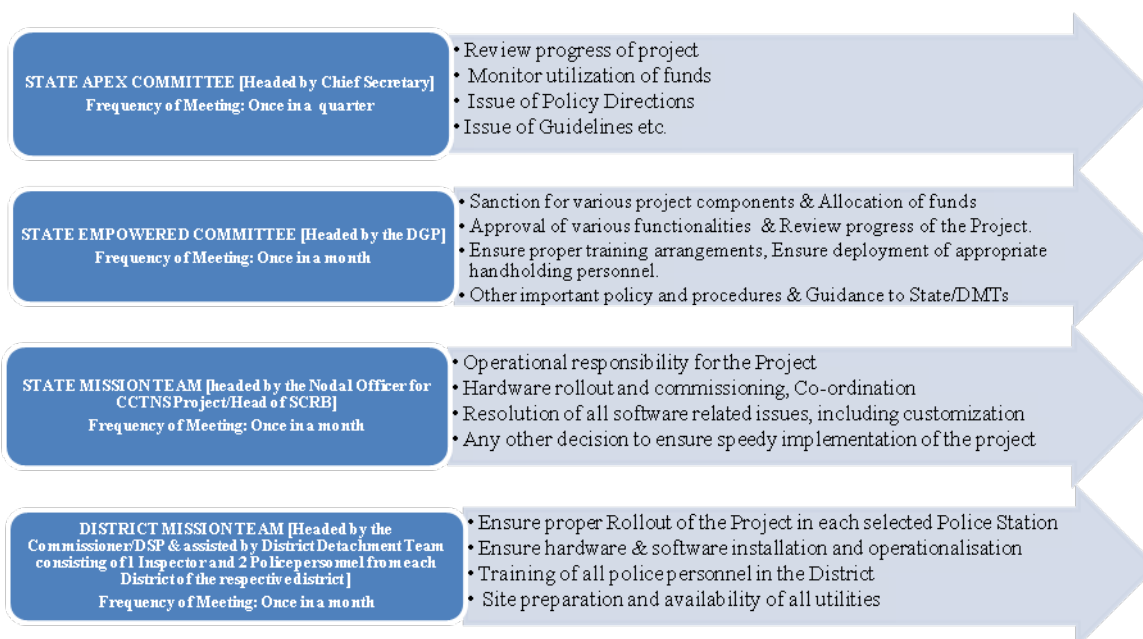 STATE APEX COMMITTEE [Headed by Chief Secretary]
Frequency of Meeting: Once in a quarter
• Review progress of project
• Monitor utilization of funds
• Issue of Policy Directions
• Issue of Guidelines etc.
STATE EMPOWERED COMMITTEE [Headed by the DGP]
Frequency of Meeting: Once in a month
• Sanction for various project components & Allocation of funds
• Approval of various functionalities & Review progress of the Project.
• Ensure proper training arrangements, Ensure deployment of appropriate
handholding personnel.
• Other important policy and procedures & Guidance to State/DMTs
STATE MISSION TEAM [headed by the Nodal Officer for
CCTNS Project/Head of SCRB]
Frequency of Meeting: Once in a month
• Operational responsibility for the Project
• Hardware rollout and commissioning, Co-ordination
• Resolution of all software related issues, including customization
• Any other decision to ensure speedy implementation of the project
DISTRICT MISSION TEAM [Headed by the
Commissioner/DSP & assisted by District Detachment Team
consisting of 1 Inspector and 2 Police personnel from each
District of the respective district]
Frequency of Meeting: Once in a month
• Ensure proper Rollout of the Project in each selected Police Station
• Ensure hardware & software installation and operationalisation
• Training of all police personnel in the District
• Site preparation and availability of all utilities